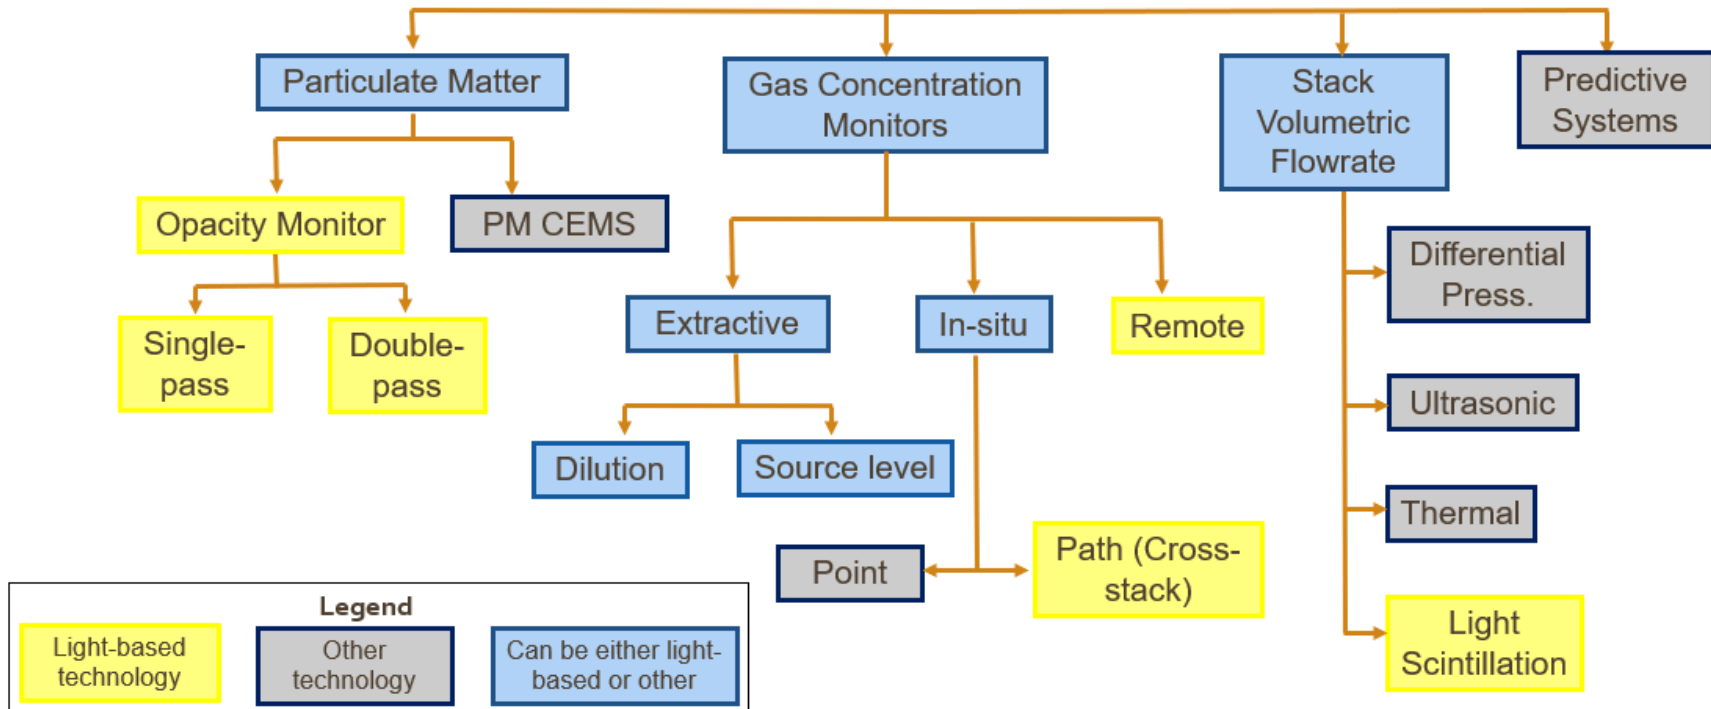 Particulate Matter
Gas Concentration
Monitors
Stack
Volumetric
Flowrate
Predictive
Systems
Opacity Monitor
PM CEMS
Single-
pass
Double-
pass
Extractive
In-situ
Remote
Dilution
Source level
Point
Path (Cross-
stack)
Differential
Press.
Ultrasonic
Thermal
Light
Scintillation
Legend
Light-based
technology
Other
technology
Can be either light-
based or other